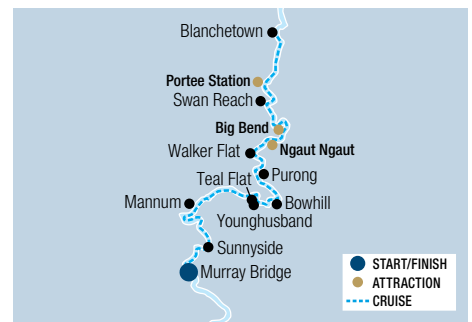 Blanchetown
Portee Station
Swan Reach
Big Bend
Walker Flat
Ngaut Ngaut
Purong
Teal Flat
Mannum
Bowhill
Younghusband
Sunnyside
Murray Bridge
START/FINISH
ATTRACTION
CRUISE